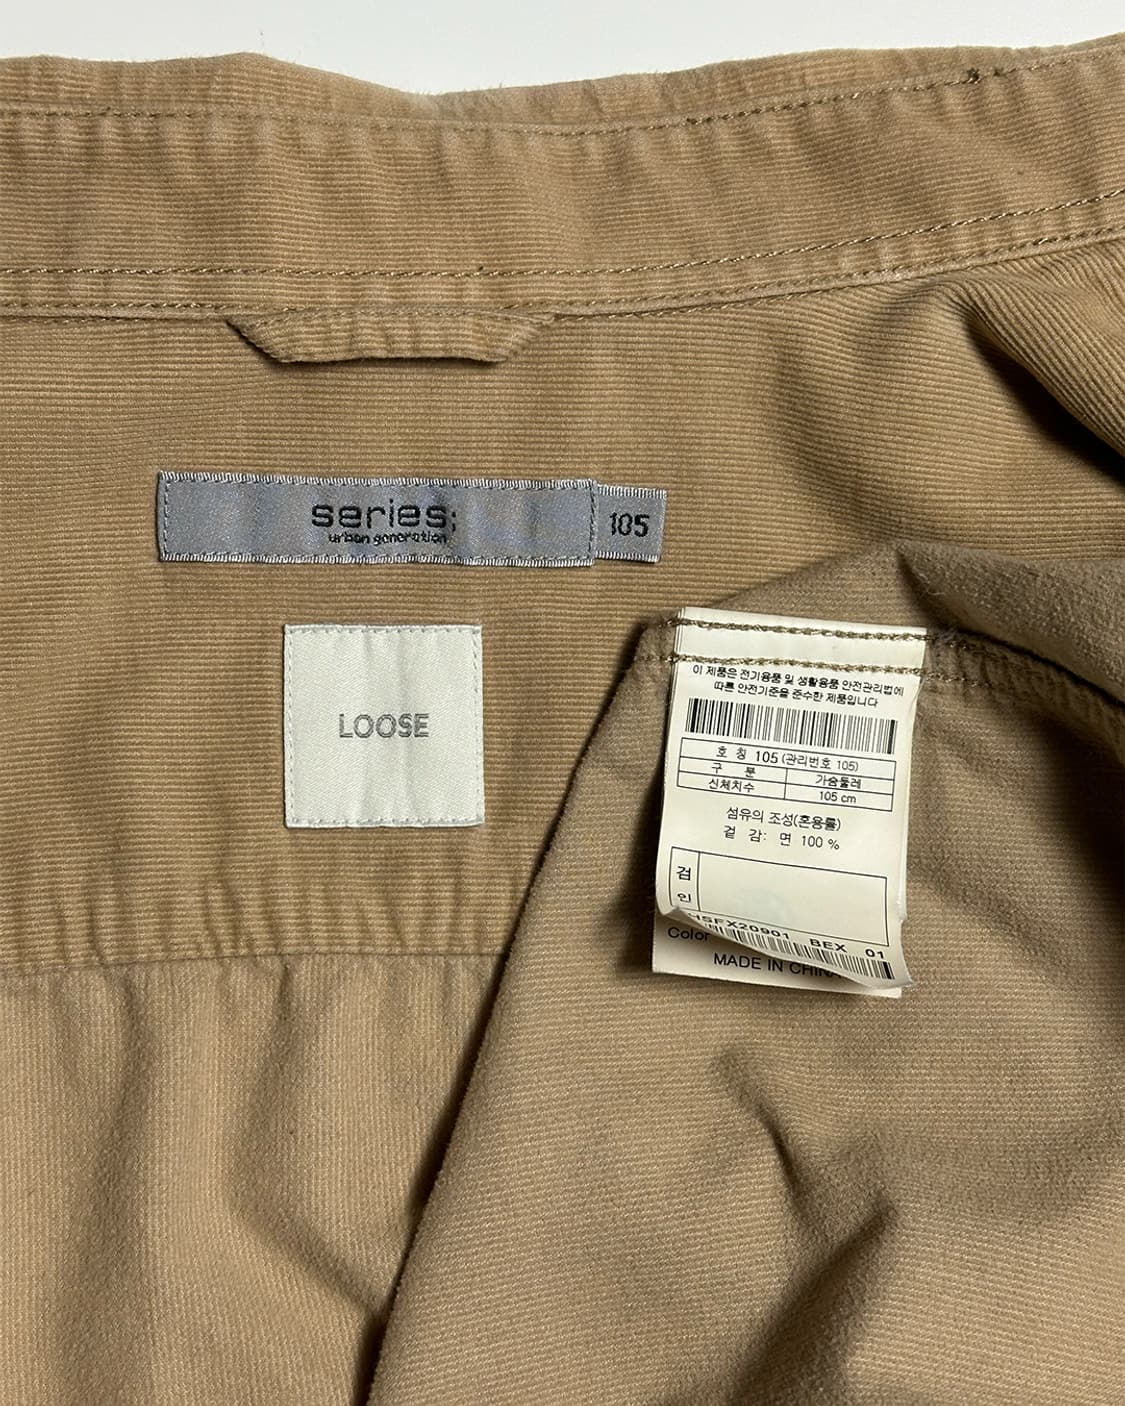 series;
urban generation
105
LOOSE
이 제품은 전기용품 및 생활용품 안전관리법에
따른 안전기준을 준수한 제품입니다
호 칭 105 (관리번호 105)
구 분 가슴둘레
신체치수 105 cm
섬유의 조성(혼용률)
겉 감: 면 100 %
검
인
HSFX20901 BEX 01
Color
MADE IN CHINA